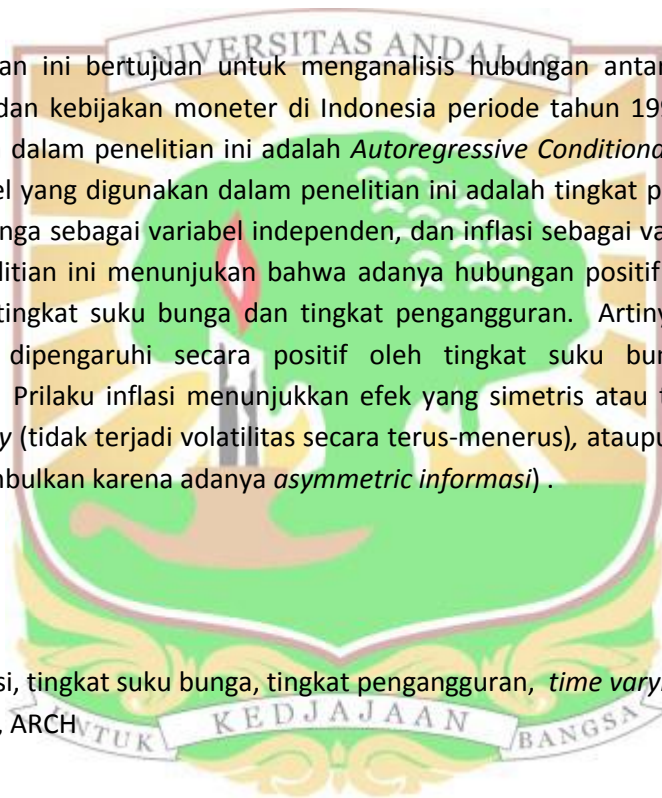 UNIVERSITAS ANDALAS
an ini bertujuan untuk menganalisis hubungan antar
dan kebijakan moneter di Indonesia periode tahun 199
dalam penelitian ini adalah Autoregressive Conditiona
el yang digunakan dalam penelitian ini adalah tingkat p
nga sebagai variabel independen, dan inflasi sebagai va
litian ini menunjukan bahwa adanya hubungan positif
tingkat suku bunga dan tingkat pengangguran. Artiny
dipengaruhi secara positif oleh tingkat suku bun
Prilaku inflasi menunjukkan efek yang simetris atau t
y (tidak terjadi volatilitas secara terus-menerus), ataupu
mbulkan karena adanya asymmetric informasi) .
si, tingkat suku bunga, tingkat pengangguran, time vary
, ARCH
UNTUK KEDJAJAAN BANGSA